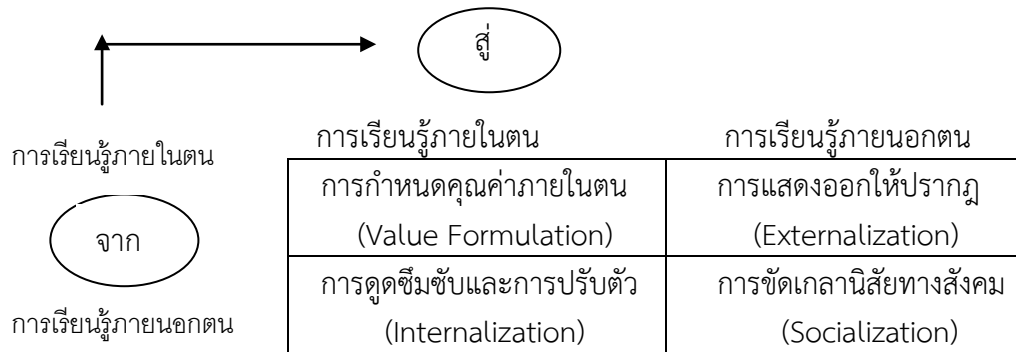 สู่
การเรียนรู้ภายในตน การเรียนรู้ภายนอกตน
การเรียนรู้ภายในตน
การกำหนดคุณค่าภายในตน การแสดงออกให้ปรากฏ
(Value Formulation) (Externalization)
จาก
การดูดซึมซับและการปรับตัว การขัดเกลานิสัยทางสังคม
การเรียนรู้ภายนอกตน
(Internalization) (Socialization)